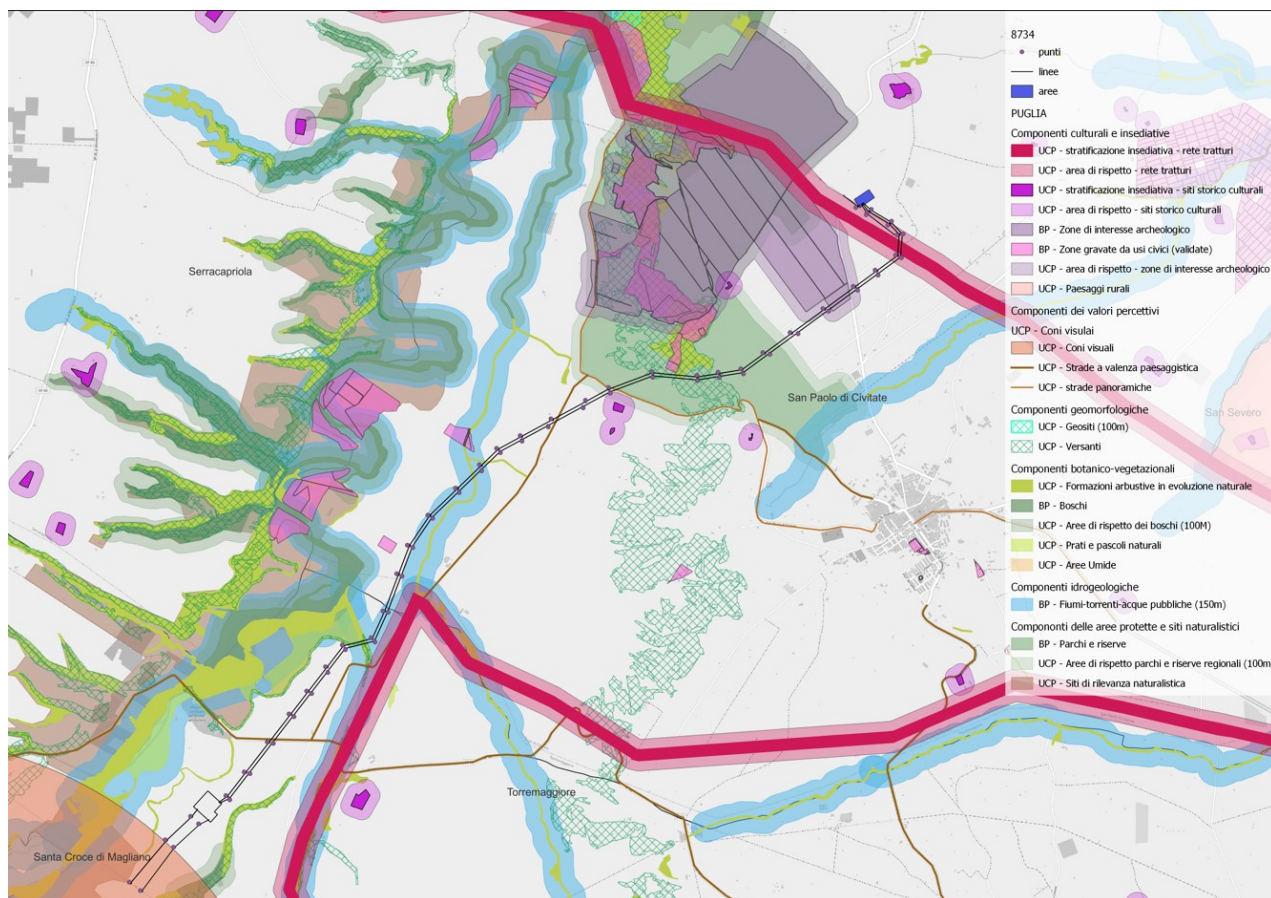 8734
punti
linee
aree
PUGLIA
Componenti culturali e insediative
UCP - stratificazione insediativa - rete tratturi
UCP - area di rispetto - rete tratturi
UCP - stratificazione insediativa - siti storico culturali
UCP - area di rispetto - siti storico culturali
BP - Zone di interesse archeologico
BP - Zone gravate da usi civici (validate)
UCP - area di rispetto - zone di interesse archeologico
UCP - Paesaggi rurali
Componenti dei valori percettivi
UCP - Coni visulai
UCP - Coni visuali
UCP - Strade a valenza paesaggistica
UCP - strade panoramiche
Componenti geomorfologiche
UCP - Geositi (100m)
UCP - Versanti
Componenti botanico-vegetazionali
UCP - Formazioni arbustive in evoluzione naturale
BP - Boschi
UCP - Aree di rispetto dei boschi (100M)
UCP - Prati e pascoli naturali
UCP - Aree Umide
Componenti idrogeologiche
BP - Fiumi-torrenti-acque pubbliche (150m)
Componenti delle aree protette e siti naturalistici
BP - Parchi e riserve
UCP - Aree di rispetto parchi e riserve regionali (100m
UCP - Siti di rilevanza naturalistica
Serracapriola
San Paolo di Civitate
San Severo
Torremaggiore
Santa Croce di Magliano